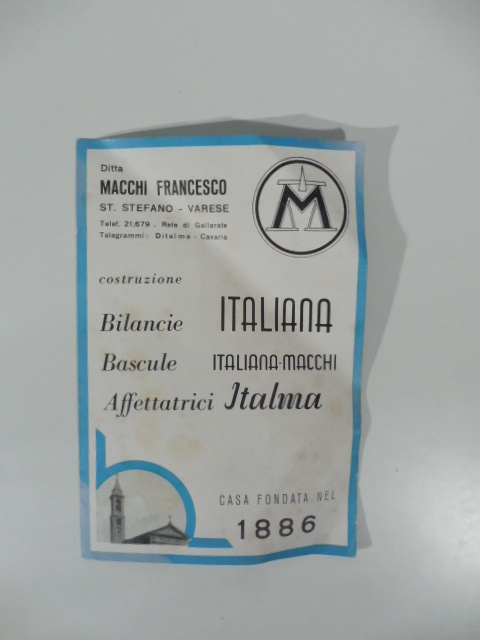 Ditta
MACCHI FRANCESCO
ST. STEFANO - VARESE
Telef. 21,679 - Rete di Gallarate
Telegrammi: Ditalma - Cavaria
M
costruzione
Bilancie ITALIANA
Bascule ITALIANA-MACCHI
Affettatrici Italma
CASA FONDATA NEL
1886